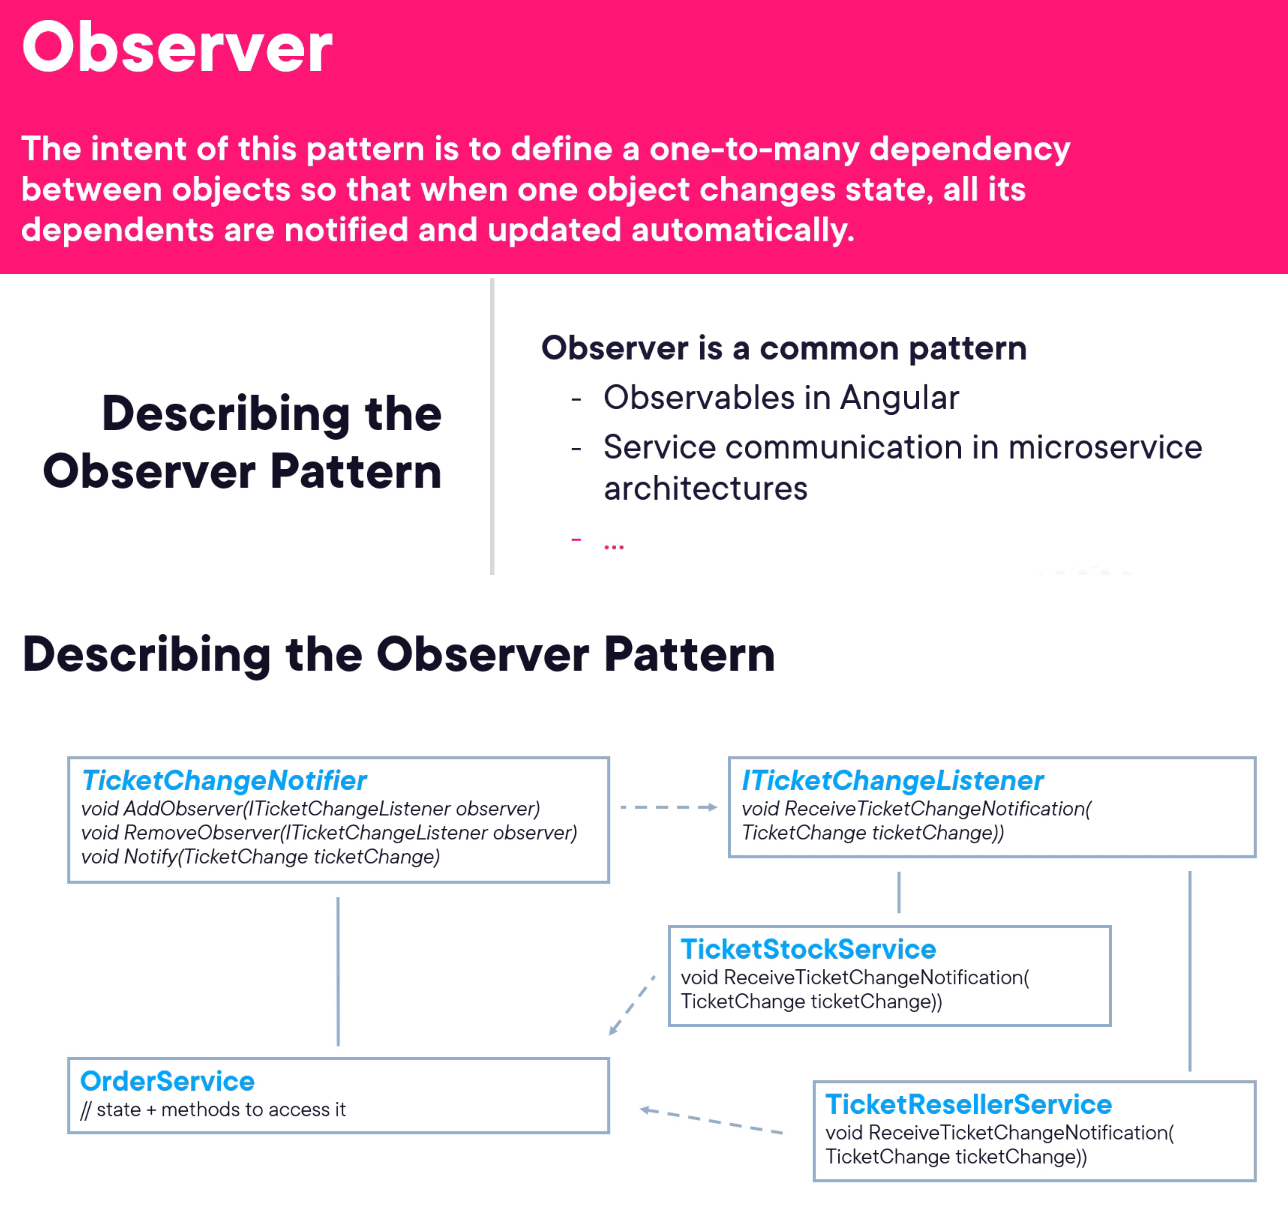 Observer
The intent of this pattern is to define a one-to-many dependency
between objects so that when one object changes state, all its
dependents are notified and updated automatically.
Describing the
Observer Pattern
Observer is a common pattern
- Observables in Angular
- Service communication in microservice
architectures
- ...
Describing the Observer Pattern
TicketChangeNotifier
void AddObserver(ITicketChangeListener observer)
void RemoveObserver(ITicketChangeListener observer)
void Notify(TicketChange ticketChange)
ITicketChangeListener
void ReceiveTicketChangeNotification(
TicketChange ticketChange))
TicketStockService
void ReceiveTicketChangeNotification(
TicketChange ticketChange))
OrderService
// state + methods to access it
TicketResellerService
void ReceiveTicketChangeNotification(
TicketChange ticketChange))